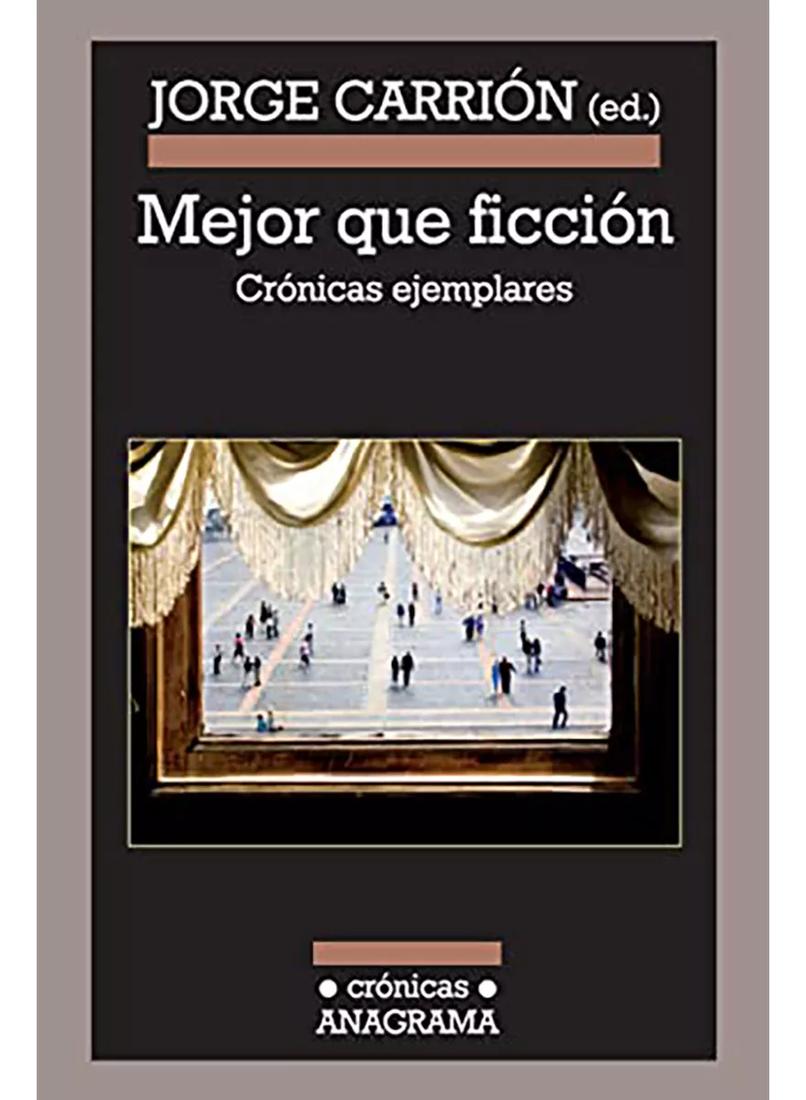 JORGE CARRIÓN (ed.)
Mejor que ficción
Crónicas ejemplares
• crónicas •
ANAGRAMA